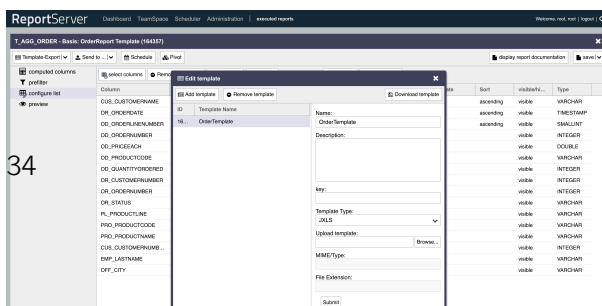 ReportServer Dashboard TeamSpace Scheduler Administration executed reports Welcome, root, root | logout |
T_AGG_ORDER - Basis: OrderReport Template (164357)
Template-Export | Send to... | Schedule Pivot display report documentation save |
computed columns
prefilter
configure list
preview
select columns
Column Sort visible/hi... Type
CUS_CUSTOMERNAME ascending visible VARCHAR
OR_ORDERDATE ascending visible TIMESTAMP
OD_ORDERLINENUMBER ascending visible SMALLINT
OD_ORDERNUMBER visible INTEGER
OD_PRICEEACH visible DOUBLE
OD_PRODUCTCODE visible VARCHAR
OD_QUANTITYORDERED visible INTEGER
OR_CUSTOMERNUMBER visible INTEGER
OR_ORDERNUMBER visible INTEGER
OR_STATUS visible VARCHAR
PL_PRODUCTLINE visible VARCHAR
PRO_PRODUCTCODE visible VARCHAR
PRO_PRODUCTNAME visible VARCHAR
CUS_CUSTOMERNUMB... visible INTEGER
EMP_LASTNAME visible VARCHAR
OFF_CITY visible VARCHAR
34
Edit template
Add template Remove template Download template
ID Template Name
16... OrderTemplate
Name:
OrderTemplate
Description:
key:
Template Type:
JXLS
Upload template:
Browse...
MIME/Type:
File Extension:
Submit